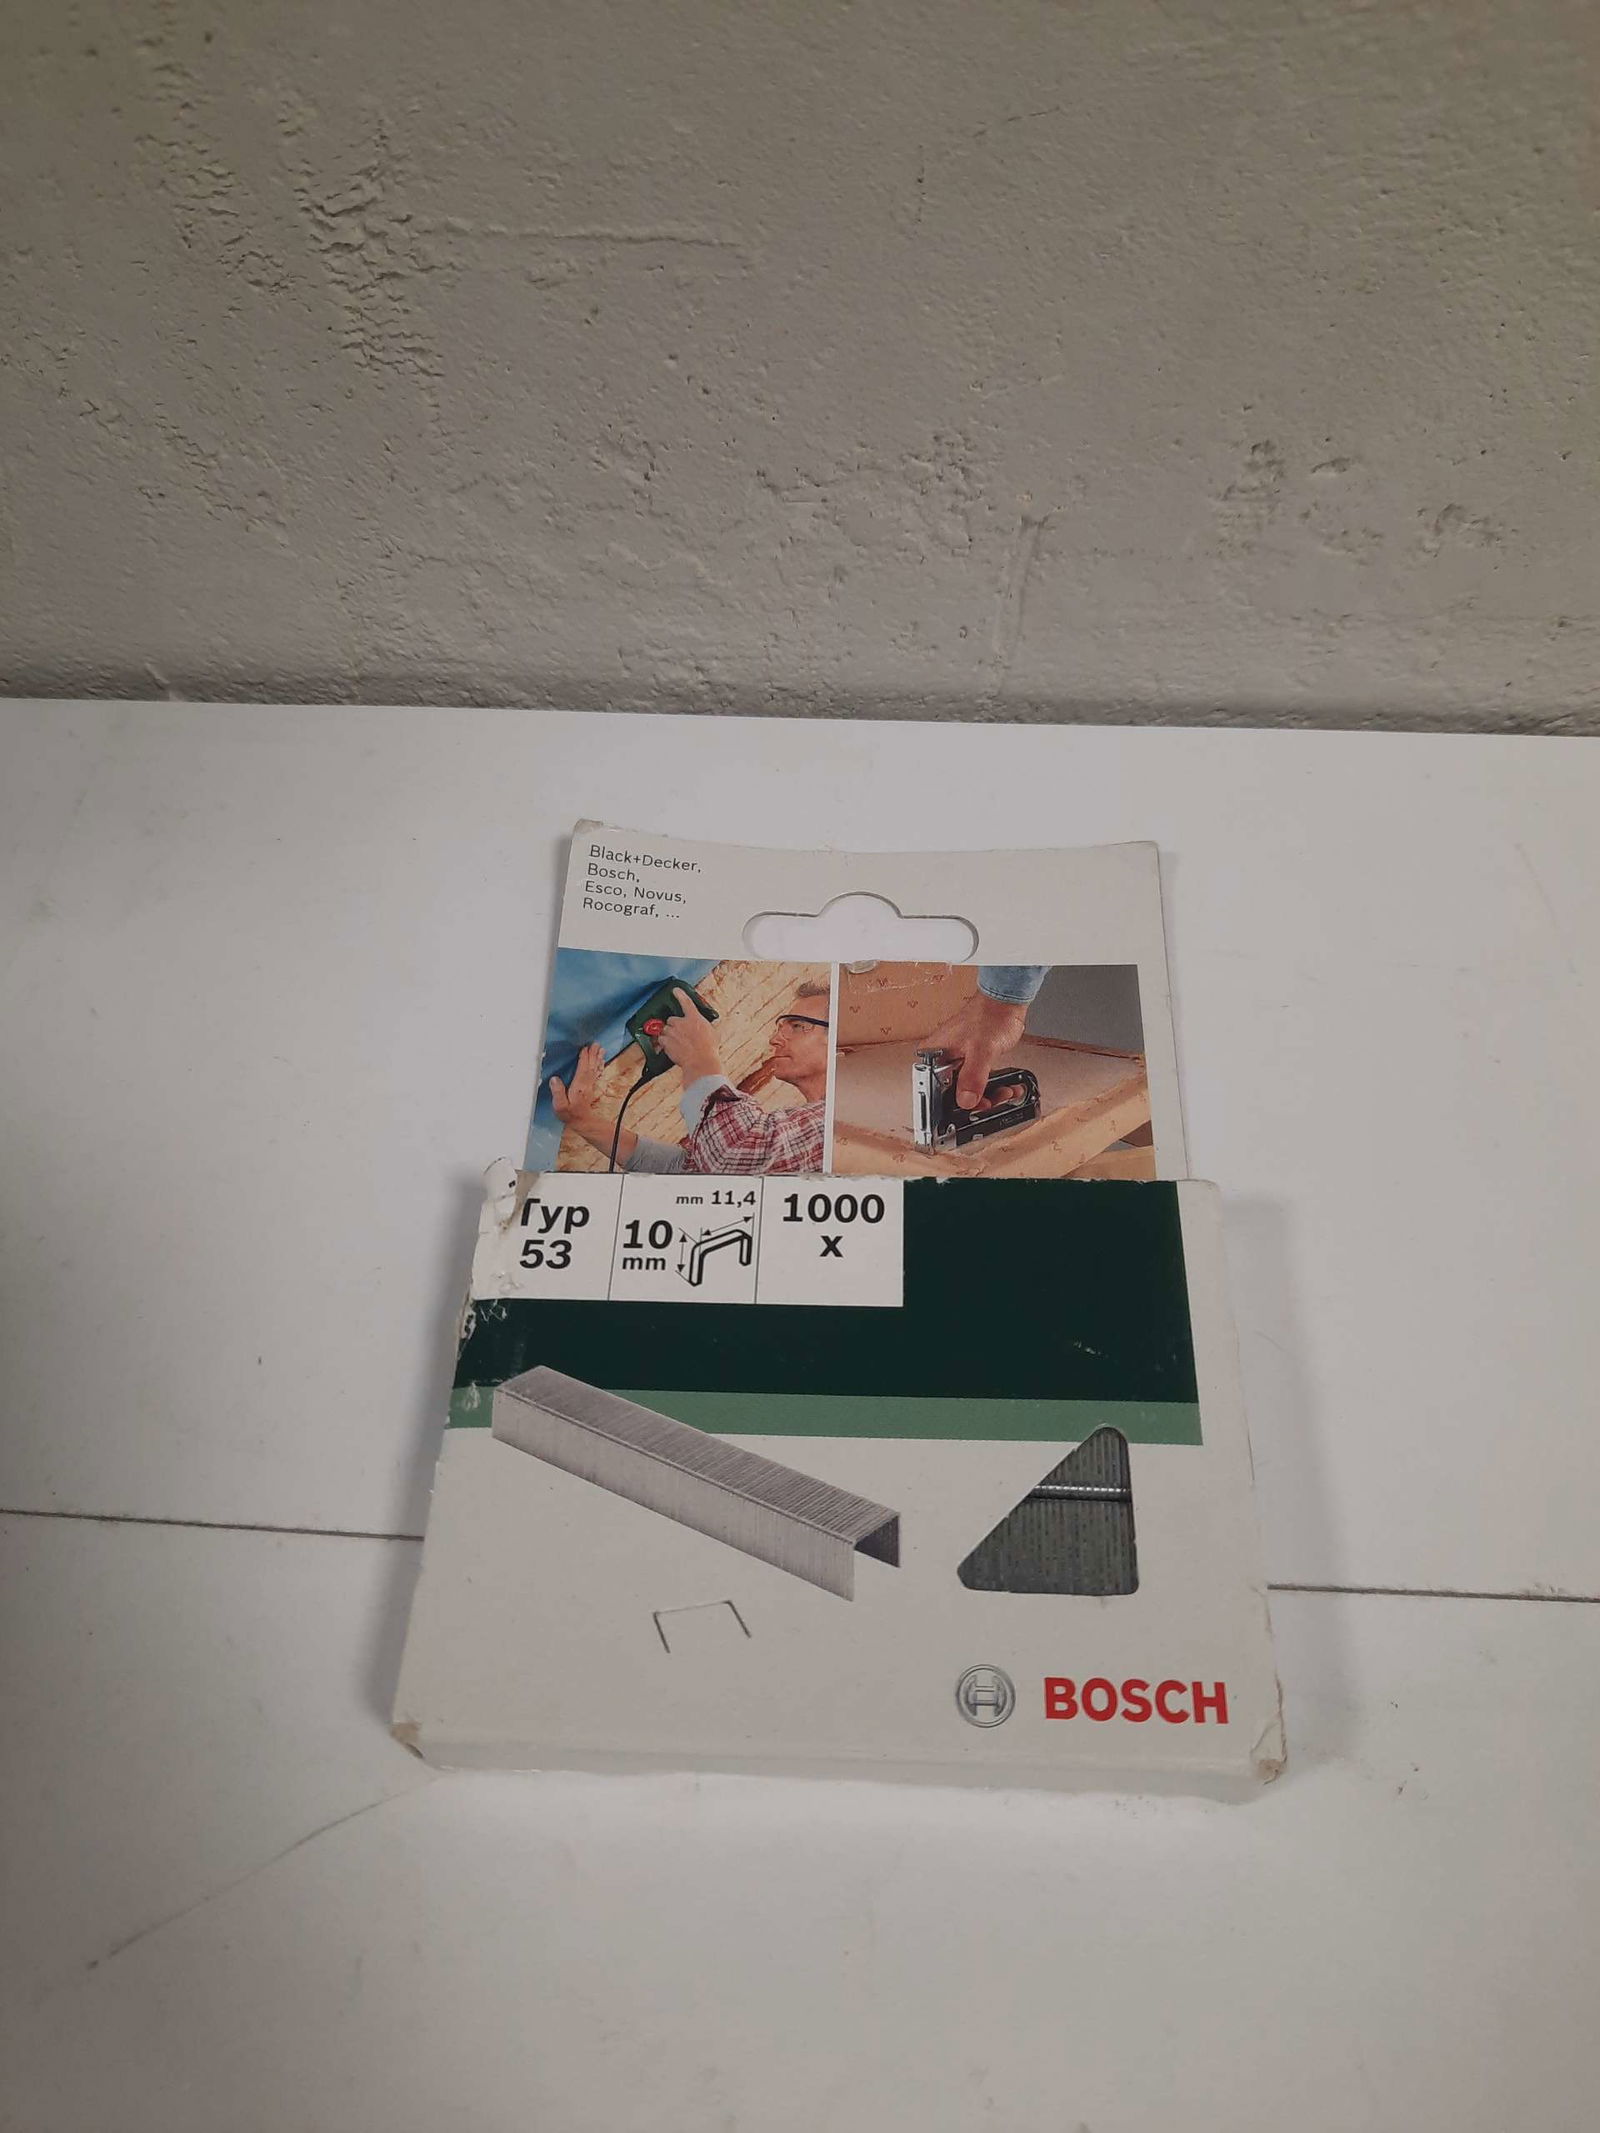 Black+Decker,
Bosch,
Esco, Novus,
Rocograf, ...
Typ
53
mm 11,4
10
mm
1000
x
BOSCH